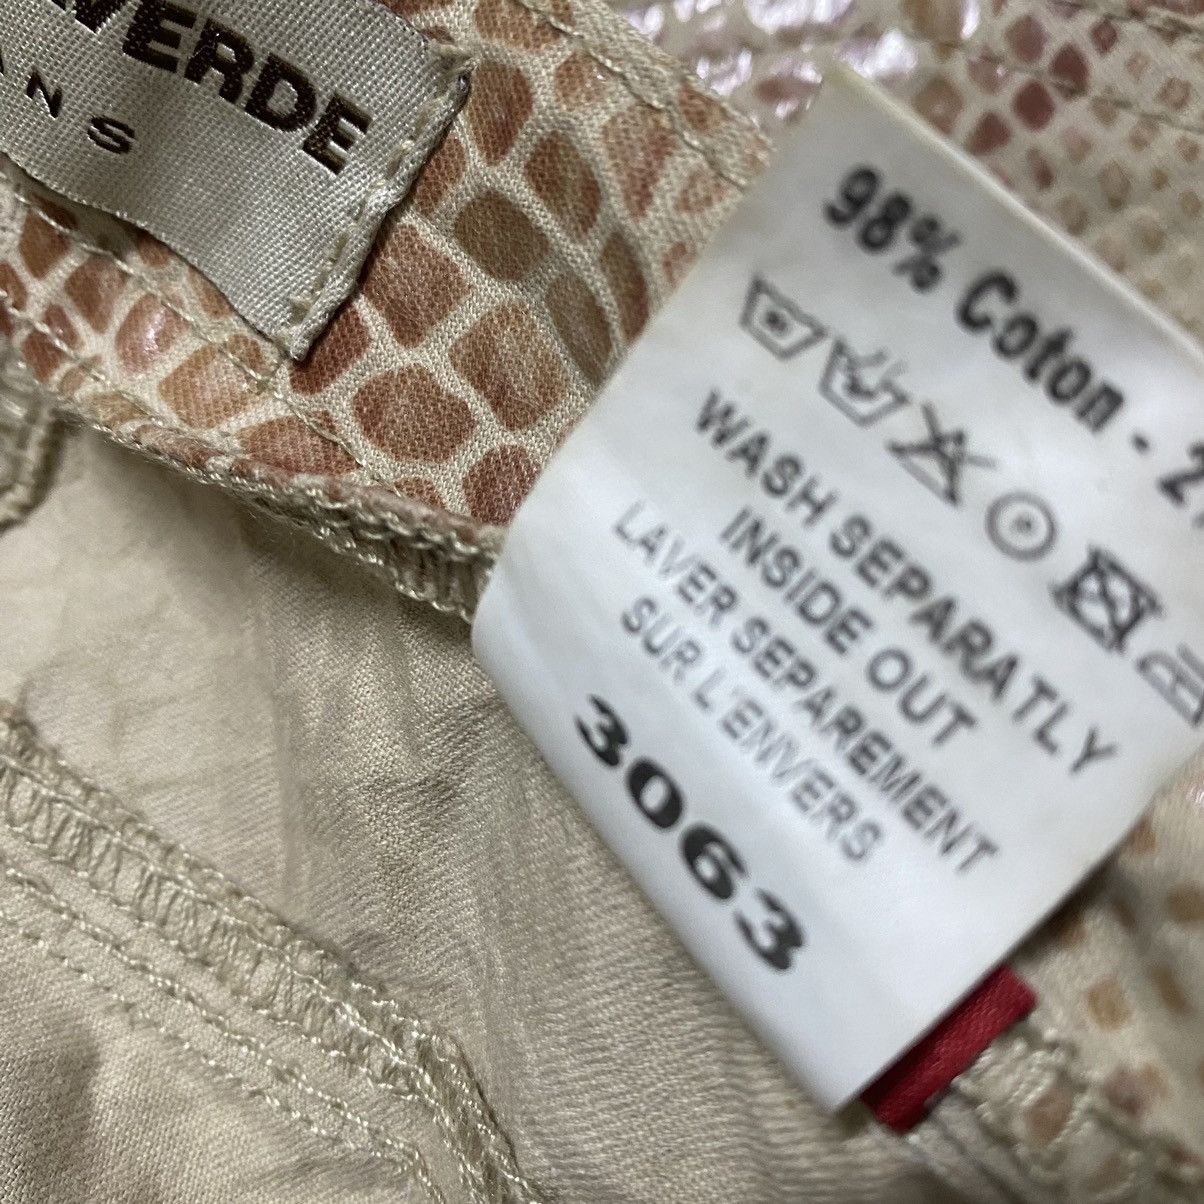 VERDE
ANS
98% Coton - 2
WASH SEPARATLY
INSIDE OUT
LAVER SEPAREMENT
SUR L'ENVERS
3063